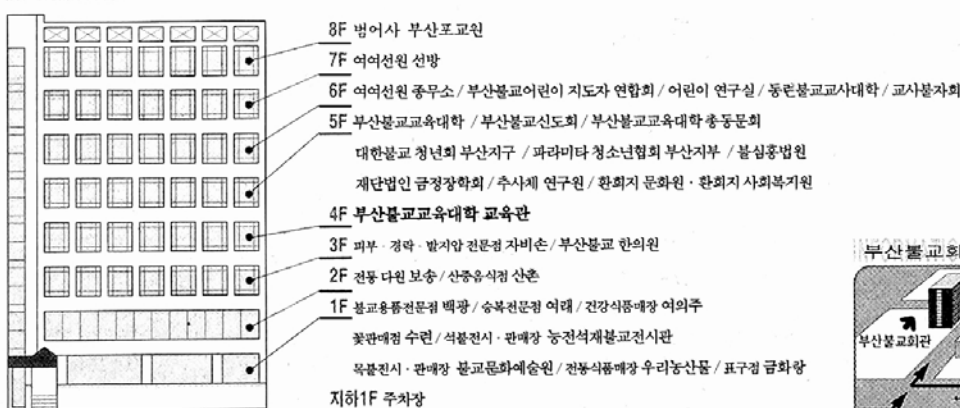 8F 범어사 부산포교원
7F 여여선원 선방
6F 여여선원 종무소 / 부산불교어린이 지도자 연합회 / 어린이 연구실 / 동련불교교사대학 / 교사불자회
5F 부산불교교육대학 / 부산불교신도회 / 부산불교교육대학 총동문회
대한불교 청년회 부산지구 / 파라미타 청소년협회 부산지부 / 불심홍법원
재단법인 금정장학회 / 추사체 연구원 / 환희지 문화원 · 환희지 사회복지원
4F 부산불교교육대학 교육관
3F 피부 · 경락 · 발지압 전문점 자비손 / 부산불교 한의원
2F 전통 다원 보송 / 산중음식점 산촌
1F 불교용품전문점 백광 / 승복전문점 여래 / 건강식품매장 여의주
꽃판매점 수련 / 석불전시 · 판매장 능전석재불교전시관
목불전시 · 판매장 불교문화예술원 / 전통식품매장 우리농산물 / 표구점 금화랑
지하1F 주차장
부산불교회
부산불교회관